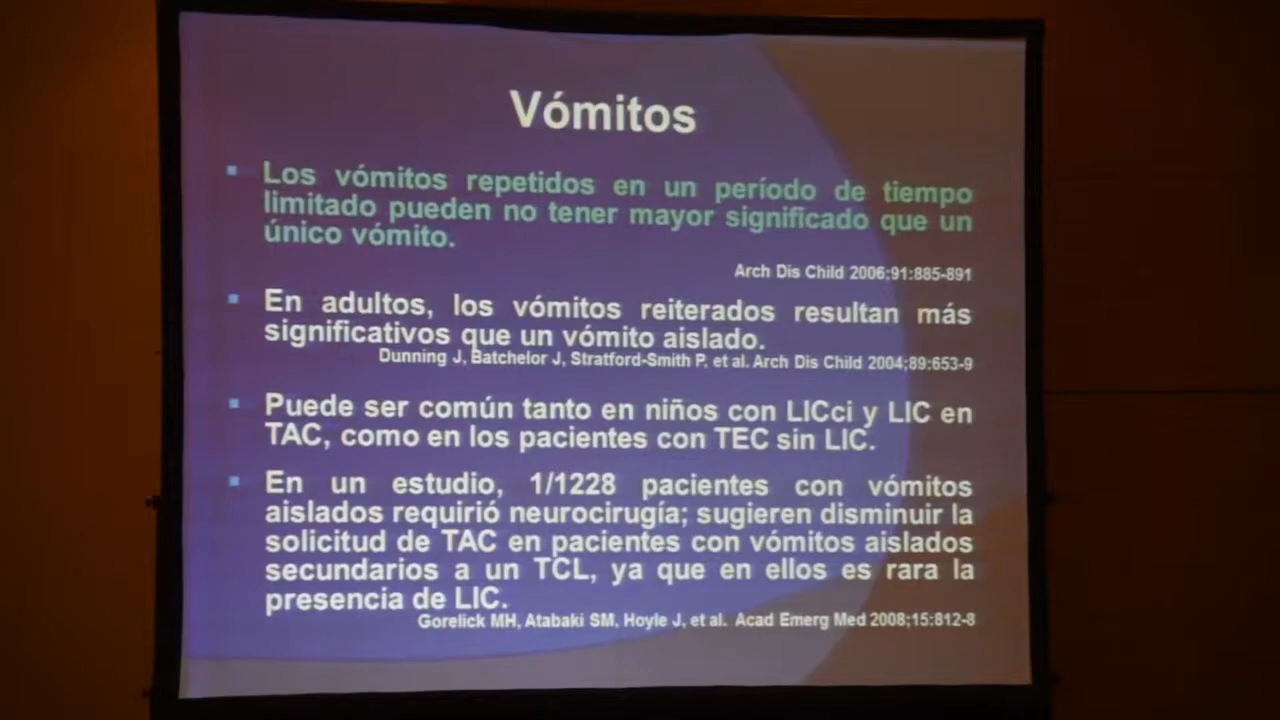 Vómitos
Los vómitos repetidos en un período de tiempo
limitado pueden no tener mayor significado que un
único vómito.
Arch Dis Child 2006;91:885-891
En adultos, los vómitos reiterados resultan más
significativos que un vómito aislado.
Dunning J, Batchelor J, Stratford-Smith P, et al. Arch Dis Child 2004;89:653-9
Puede ser común tanto en niños con LICci y LIC en
TAC, como en los pacientes con TEC sin LIC.
En un estudio, 1/1228 pacientes con vómitos
aislados requirió neurocirugía; sugieren disminuir la
solicitud de TAC en pacientes con vómitos aislados
secundarios a un TCL, ya que en ellos es rara la
presencia de LIC.
Gorelick MH, Atabaki SM, Hoyle J, et al. Acad Emerg Med 2008;15:812-8